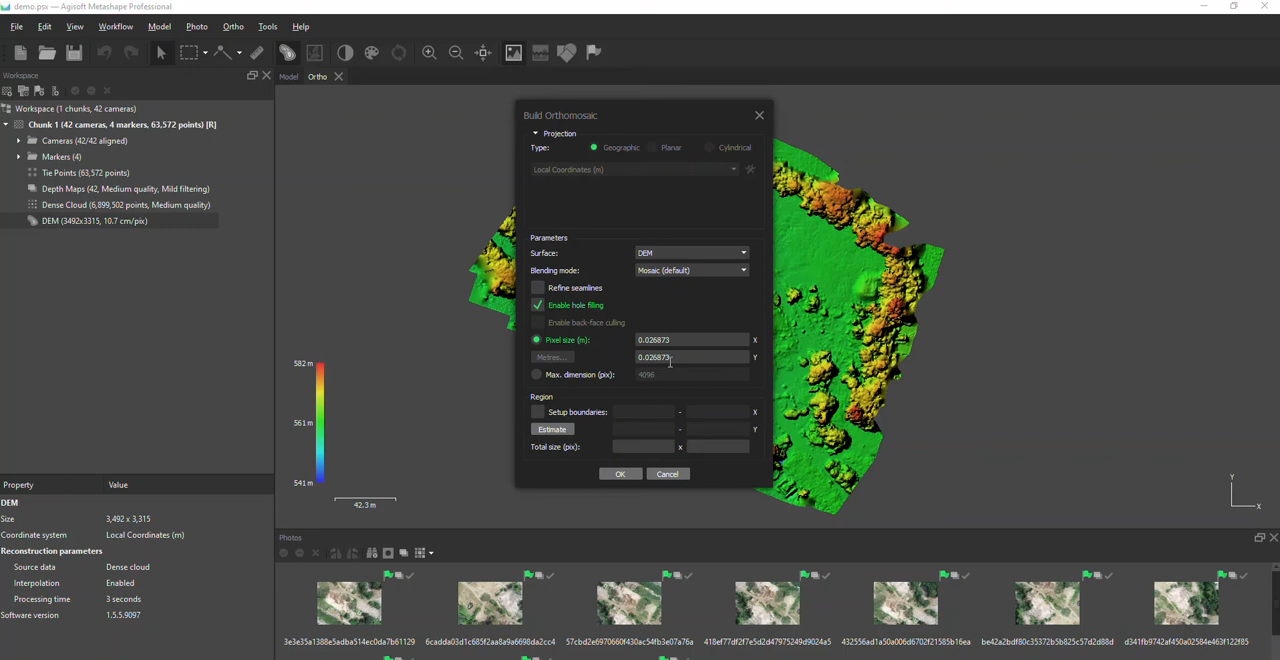 demo.psx — Agisoft Metashape Professional
File Edit View Workflow Model Photo Ortho Tools Help
Workspace
Model Ortho
Workspace (1 chunks, 42 cameras)
Chunk 1 (42 cameras, 4 markers, 63,572 points) [R]
Cameras (42/42 aligned)
Markers (4)
Tie Points (63,572 points)
Depth Maps (42, Medium quality, Mild filtering)
Dense Cloud (6,899,502 points, Medium quality)
DEM (3492x3315, 10.7 cm/pix)
Build Orthomosaic
Projection
Type: Geographic Planar Cylindrical
Local Coordinates (m)
Parameters
Surface: DEM
Blending mode: Mosaic (default)
Refine seamlines
Enable hole filling
Enable back-face culling
Pixel size (m): 0.026873 X
Metres... 0.026873 Y
Max. dimension (pix): 4096
Region
Setup boundaries: - X
Estimate - Y
Total size (pix): x
OK Cancel
582 m
561 m
541 m
42.3 m
Y
X
Property Value
DEM
Size 3,492 x 3,315
Coordinate system Local Coordinates (m)
Reconstruction parameters
Source data Dense cloud
Interpolation Enabled
Processing time 3 seconds
Software version 1.5.5.9097
Photos
3e3e35a1388e5adba514ec0da7b61129 6cadda03d1c685f2aa8a9a6698da2cc4 57cbd2e6970660f430ac54fb3e07a76a 418ef77df2f7e5d2d47975249d9024a5 432556ad1a50a006d6702f21585b16ea be42a2bdf80c35372b5b825c57d2d88d d341fb9742af450a02584e463f122f85